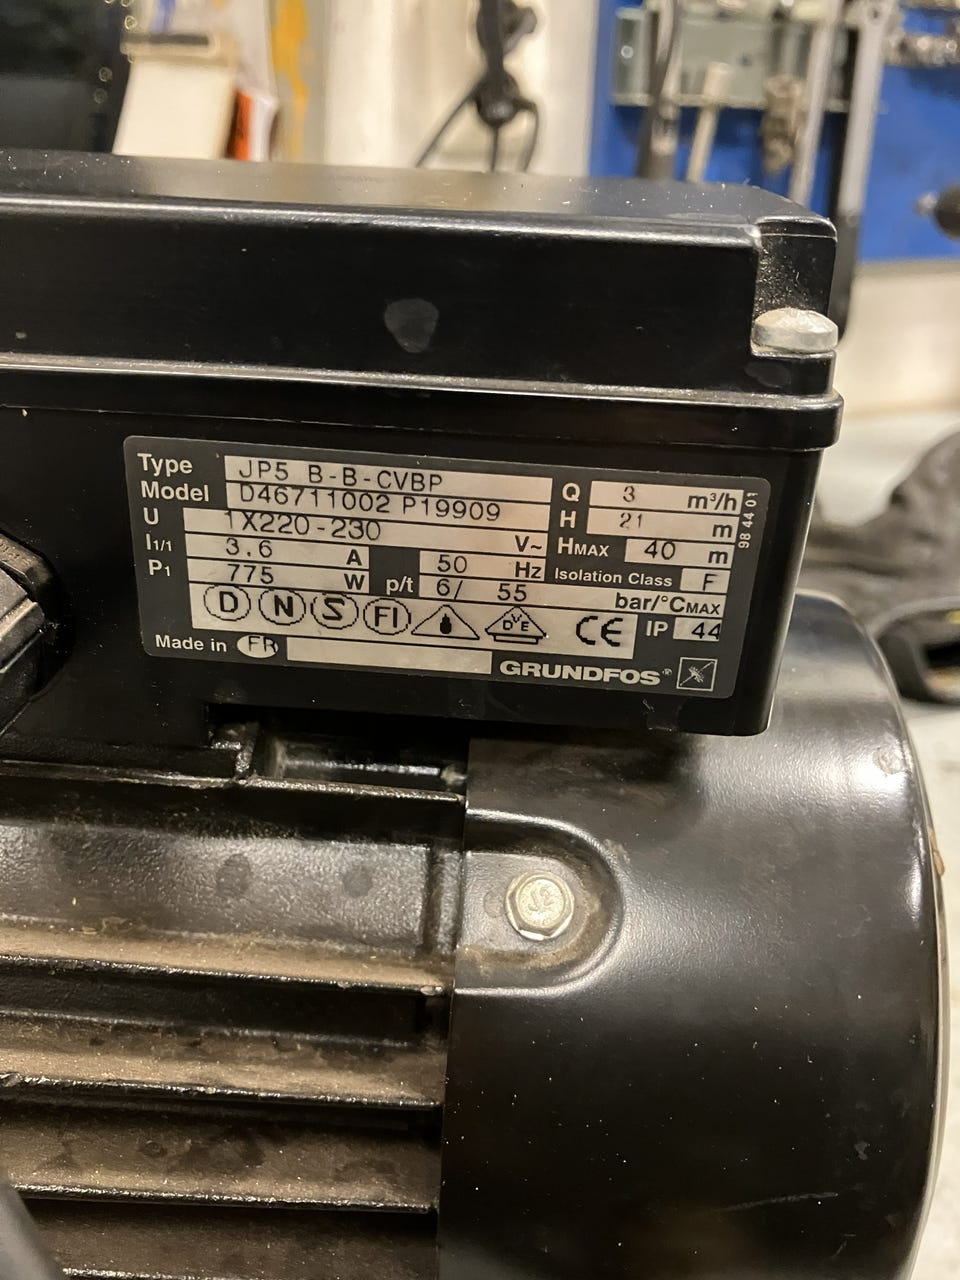 Type JP5 B-B-CVBP
Model D46711002 P19909
U 1X220-230 V~
I1/1 3.6 A 50 Hz
P1 775 W p/t 6/ 55 bar/°CMAX
Q 3 m³/h
H 21 m
HMAX 40 m
Isolation Class F
D N S FI DVE CE IP 44
Made in FR GRUNDFOS®
98 44 01